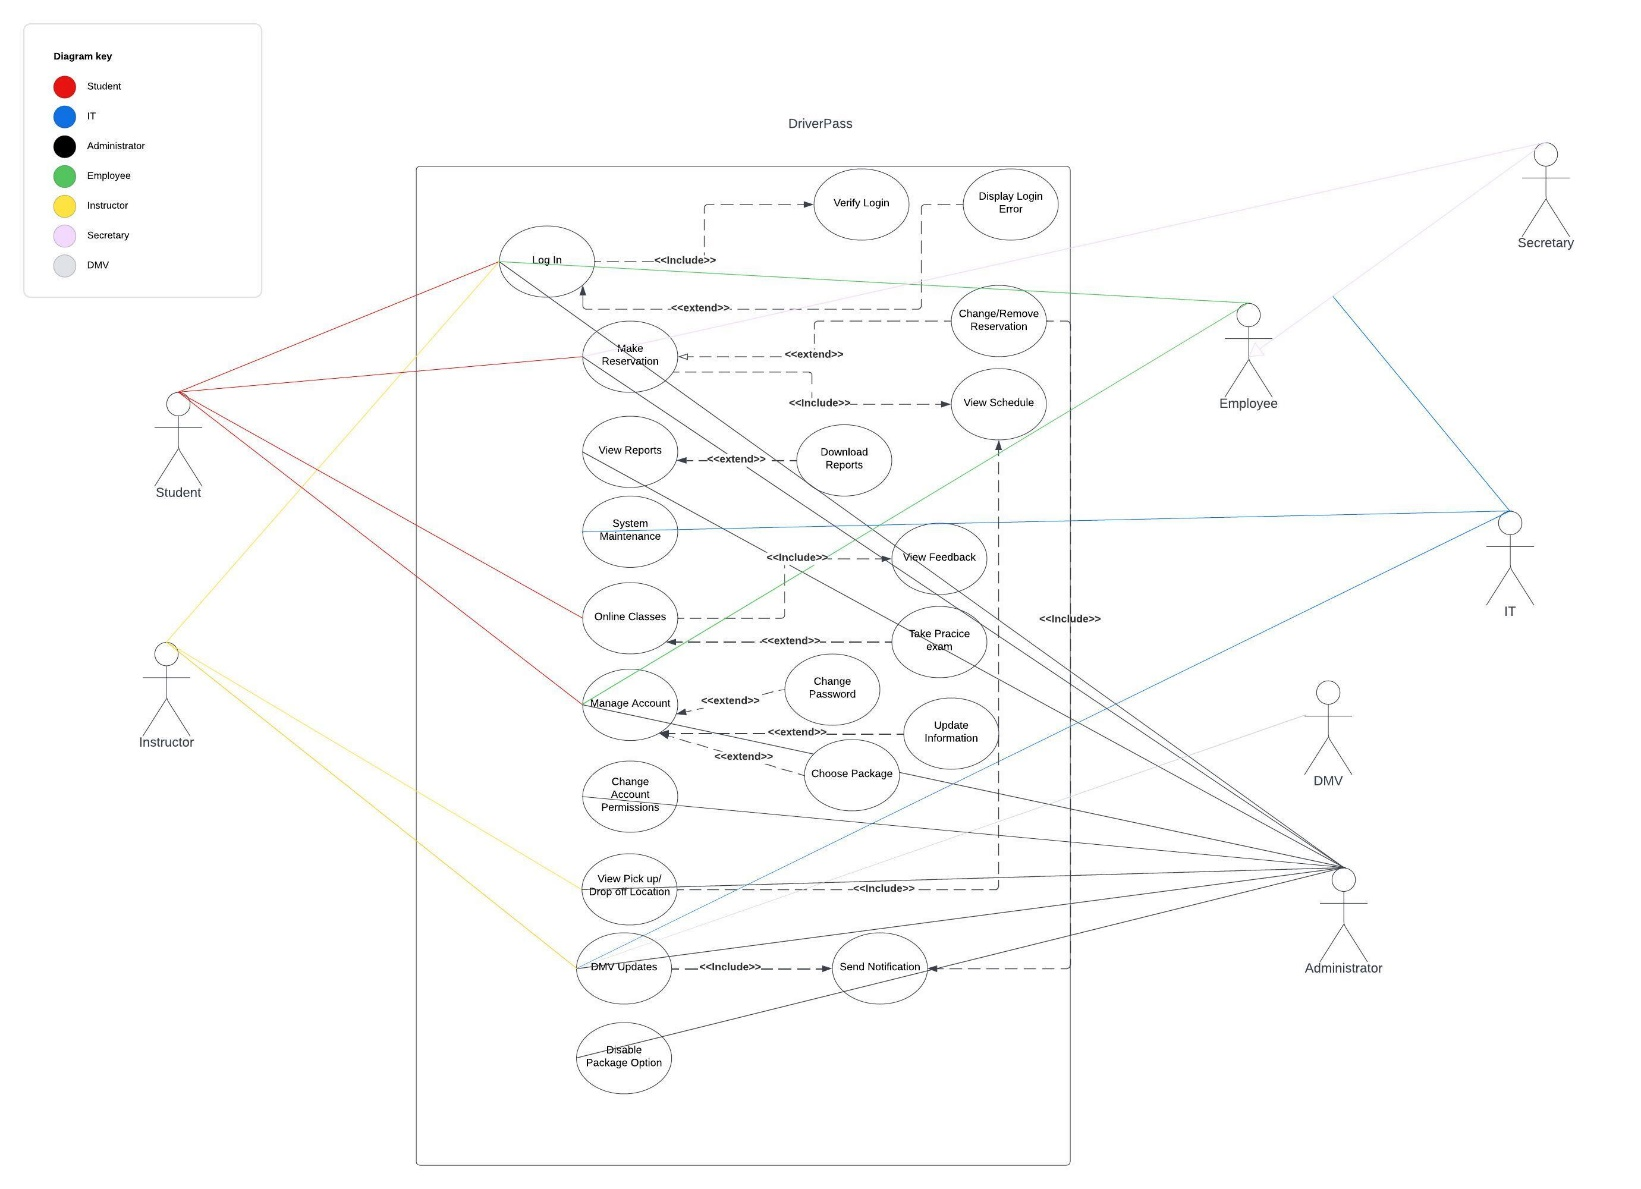 Diagram key
Student
IT
Administrator
Employee
Instructor
Secretary
DMV
DriverPass
Verify Login
Display Login
Error
Log In
<<Include>>
Secretary
<<extend>>
Change/Remove
Reservation
Make
Reservation
<<extend>>
<<Include>>
View Schedule
Employee
View Reports
<<extend>>
Download
Reports
Student
System
Maintenance
<<Include>>
View Feedback
Online Classes
<<Include>>
IT
<<extend>>
Take Pracice
exam
Change
Password
Manage Account
<<extend>>
Update
Information
<<extend>>
Instructor
<<extend>>
Choose Package
DMV
Change
Account
Permissions
View Pick up/
Drop off Location
<<Include>>
DMV Updates
<<Include>>
Send Notification
Administrator
Disable
Package Option